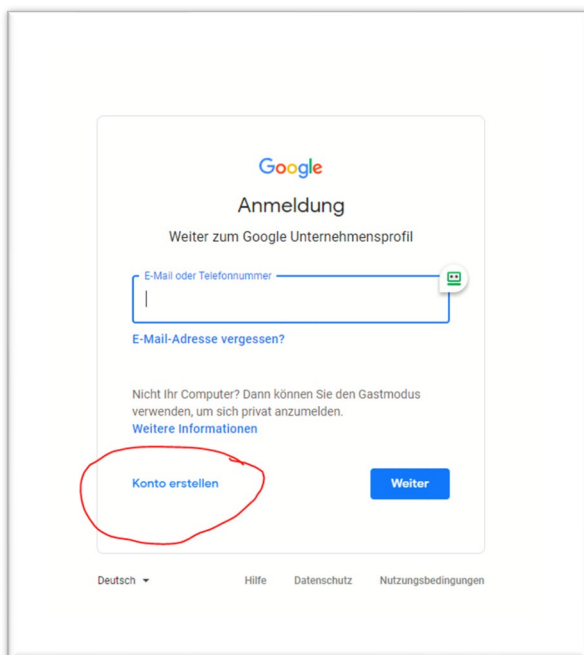 Google
Anmeldung
Weiter zum Google Unternehmensprofil
E-Mail oder Telefonnummer
E-Mail-Adresse vergessen?
Nicht Ihr Computer? Dann können Sie den Gastmodus
verwenden, um sich privat anzumelden.
Weitere Informationen
Konto erstellen
Weiter
Deutsch
Hilfe
Datenschutz
Nutzungsbedingungen